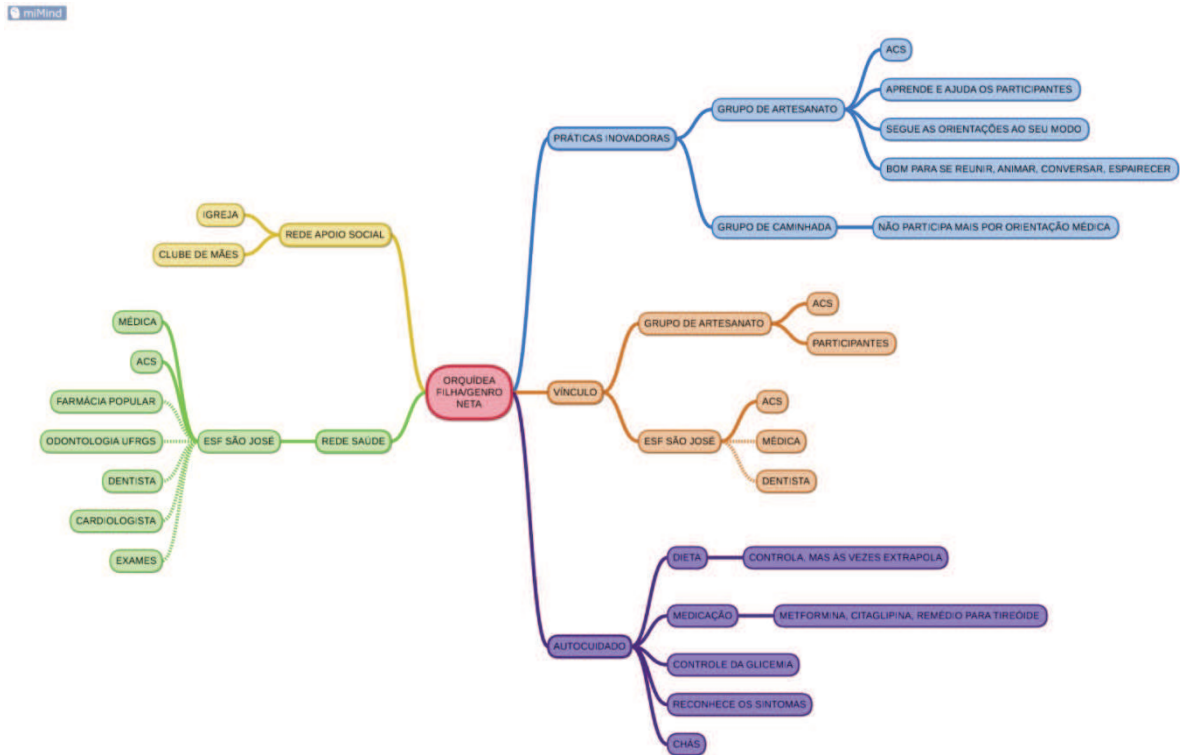 miMind
ORQUÍDEA
FILHA/GENRO
NETA
PRÁTICAS INOVADORAS
GRUPO DE ARTESANATO
ACS
APRENDE E AJUDA OS PARTICIPANTES
SEGUE AS ORIENTAÇÕES AO SEU MODO
BOM PARA SE REUNIR, ANIMAR, CONVERSAR, ESPAIRECER
GRUPO DE CAMINHADA
NÃO PARTICIPA MAIS POR ORIENTAÇÃO MÉDICA
VÍNCULO
GRUPO DE ARTESANATO
ACS
PARTICIPANTES
ESF SÃO JOSÉ
ACS
MÉDICA
DENTISTA
AUTOCUIDADO
DIETA
CONTROLA, MAS ÀS VEZES EXTRAPOLA
MEDICAÇÃO
METFORMINA, CITAGLIPINA, REMÉDIO PARA TIREÓIDE
CONTROLE DA GLICEMIA
RECONHECE OS SINTOMAS
CHÁS
REDE APOIO SOCIAL
IGREJA
CLUBE DE MÃES
REDE SAÚDE
ESF SÃO JOSÉ
MÉDICA
ACS
FARMÁCIA POPULAR
ODONTOLOGIA UFRGS
DENTISTA
CARDIOLOGISTA
EXAMES